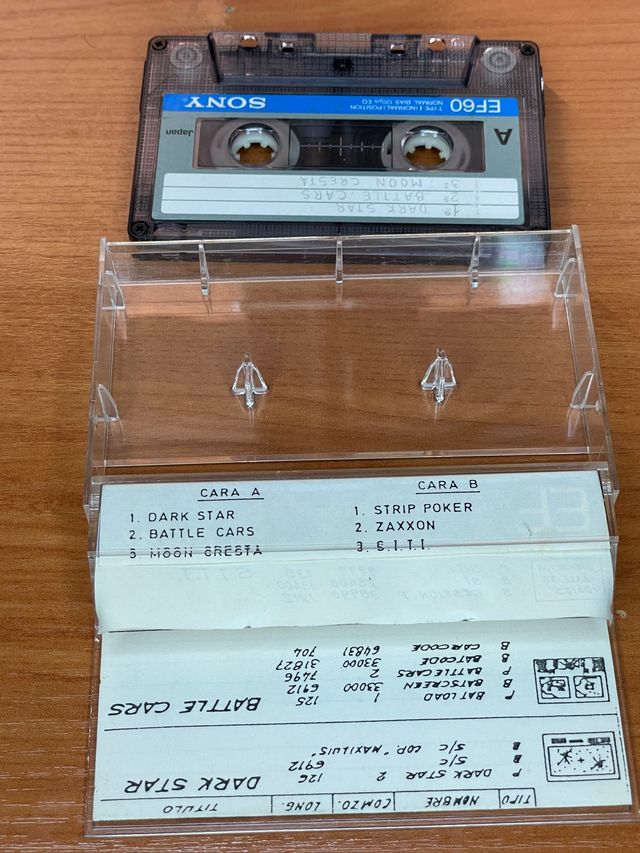 1º DARK STAR
2º BATTLE CARS
3º MOON CRESTA
A
Japan
EF60 TYPE I (NORMAL) POSITION
NORMAL BIAS 120µs EQ
SONY
CARA A
1. DARK STAR
2. BATTLE CARS
3. MOON CRESTA
CARA B
1. STRIP POKER
2. ZAXXON
3. S.I.T.I.
TIPO NOMBRE COMZO. LONG. TITULO
P DARK STAR 2 126 DARK STAR
B S/C 6912
B S/C COP. "MAXILUIS"
P BATLOAD 1 125 BATTLE CARS
B BATSCREEN 33000 6912
P BATTLECARS 2 7496
B BATCODE 33000 31827
B CARCODE 64831 704